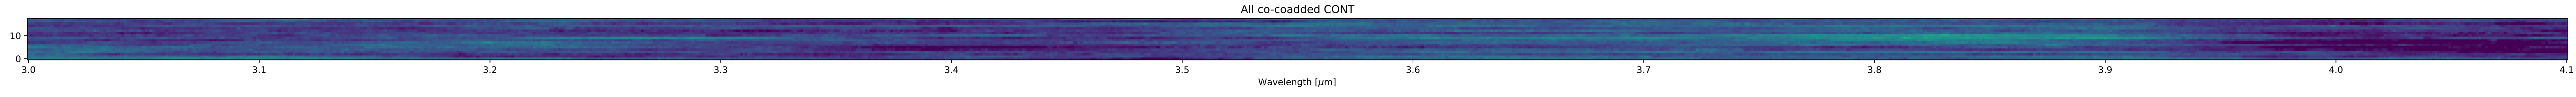 All co-coadded CONT
10
0
3.0 3.1 3.2 3.3 3.4 3.5 3.6 3.7 3.8 3.9 4.0 4.1
Wavelength [μm]